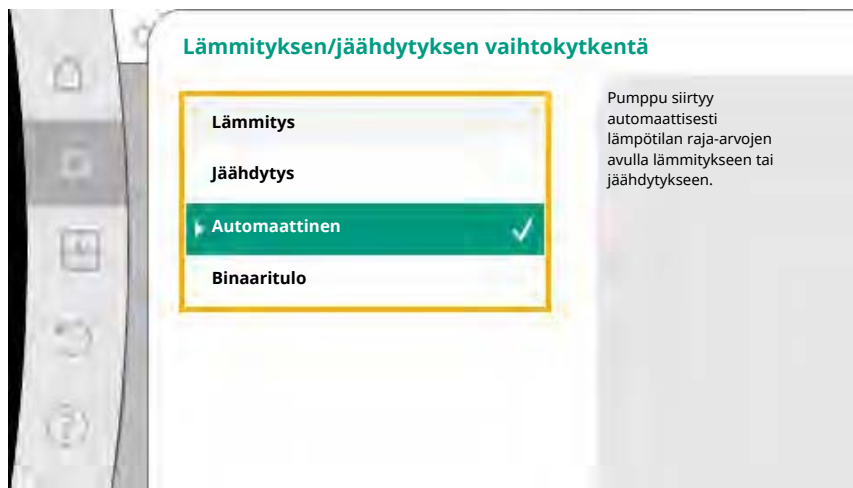 Lämmityksen/jäähdytyksen vaihtokytkentä
Lämmitys
Jäähdytys
Automaattinen
Binaaritulo
Pumppu siirtyy
automaattisesti
lämpötilan raja-arvojen
avulla lämmitykseen tai
jäähdytykseen.